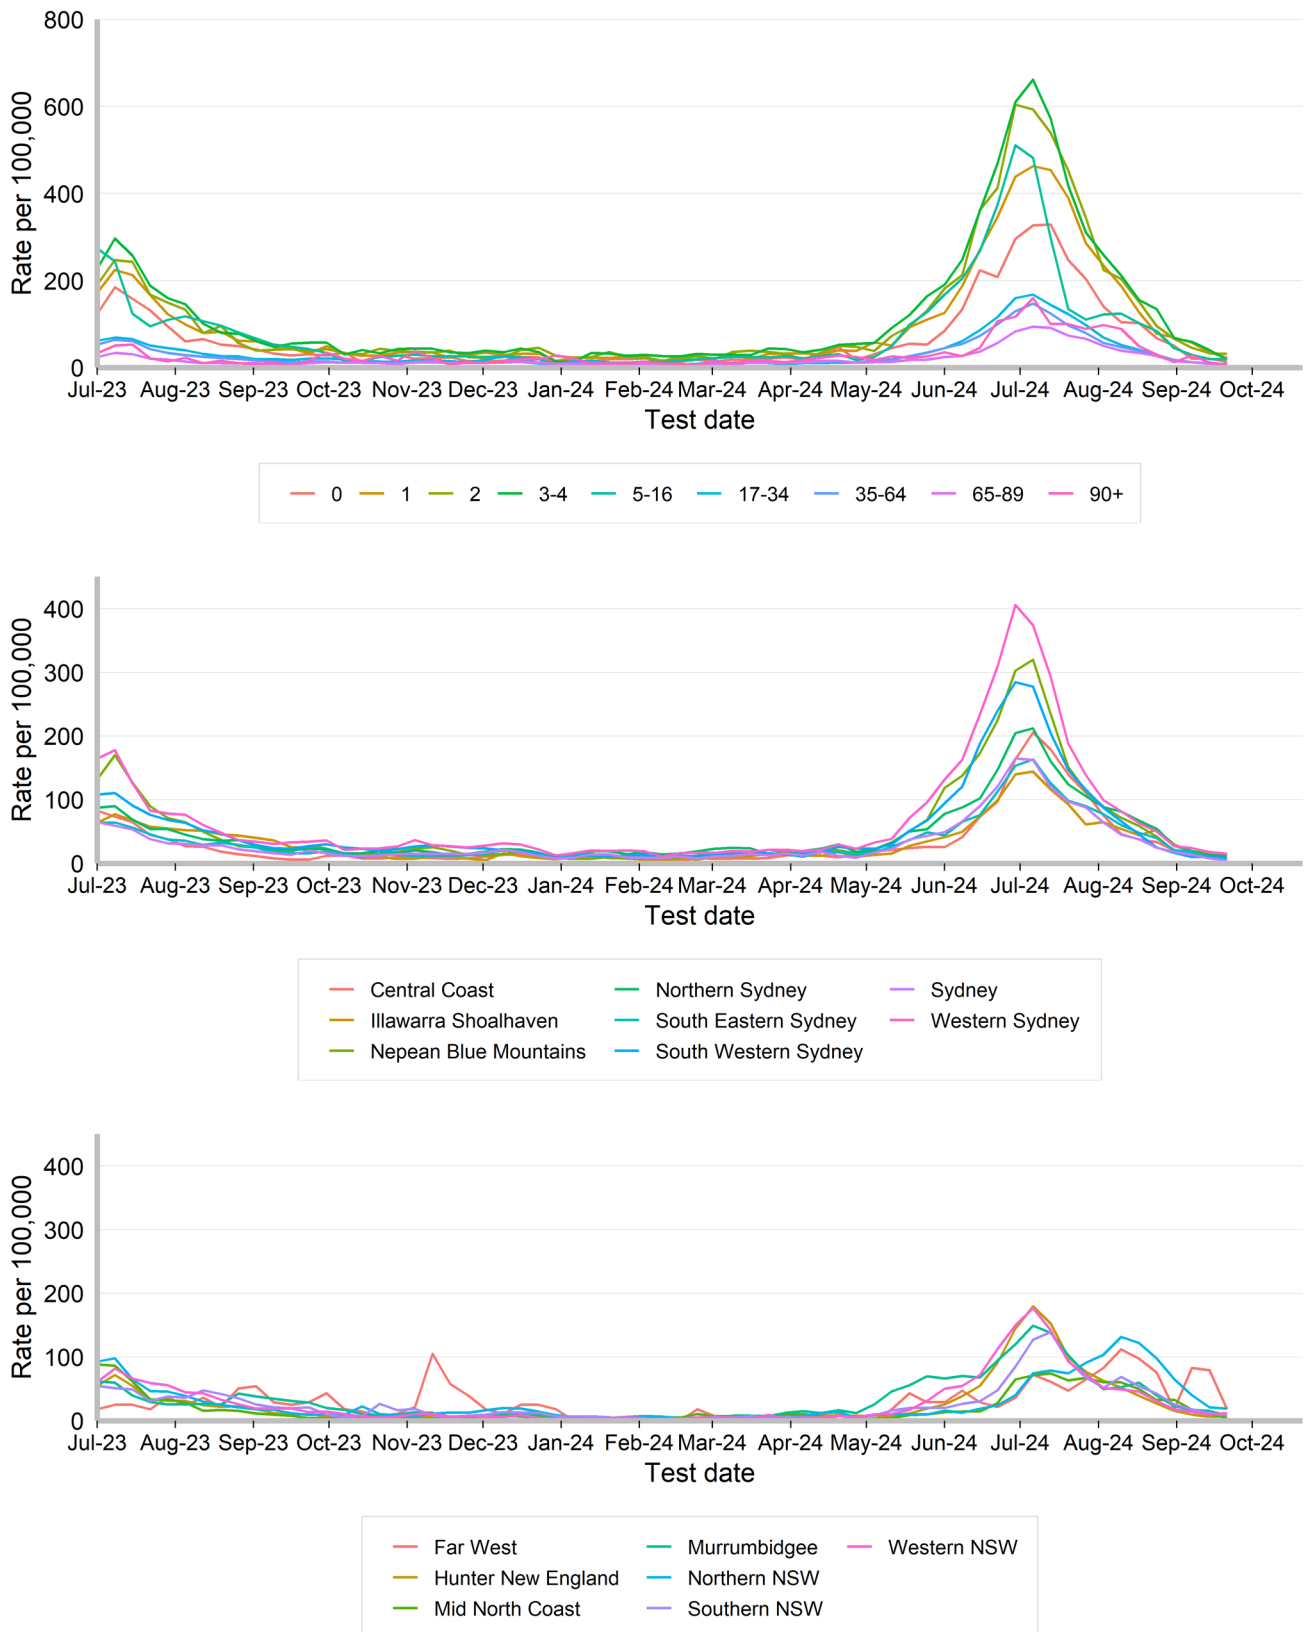 800
600
400
200
0
Rate per 100,000
Jul-23 Aug-23 Sep-23 Oct-23 Nov-23 Dec-23 Jan-24 Feb-24 Mar-24 Apr-24 May-24 Jun-24 Jul-24 Aug-24 Sep-24 Oct-24
Test date
0 1 2 3-4 5-16 17-34 35-64 65-89 90+
400
300
200
100
0
Rate per 100,000
Jul-23 Aug-23 Sep-23 Oct-23 Nov-23 Dec-23 Jan-24 Feb-24 Mar-24 Apr-24 May-24 Jun-24 Jul-24 Aug-24 Sep-24 Oct-24
Test date
Central Coast Northern Sydney Sydney
Illawarra Shoalhaven South Eastern Sydney Western Sydney
Nepean Blue Mountains South Western Sydney
400
300
200
100
0
Rate per 100,000
Jul-23 Aug-23 Sep-23 Oct-23 Nov-23 Dec-23 Jan-24 Feb-24 Mar-24 Apr-24 May-24 Jun-24 Jul-24 Aug-24 Sep-24 Oct-24
Test date
Far West Murrumbidgee Western NSW
Hunter New England Northern NSW
Mid North Coast Southern NSW